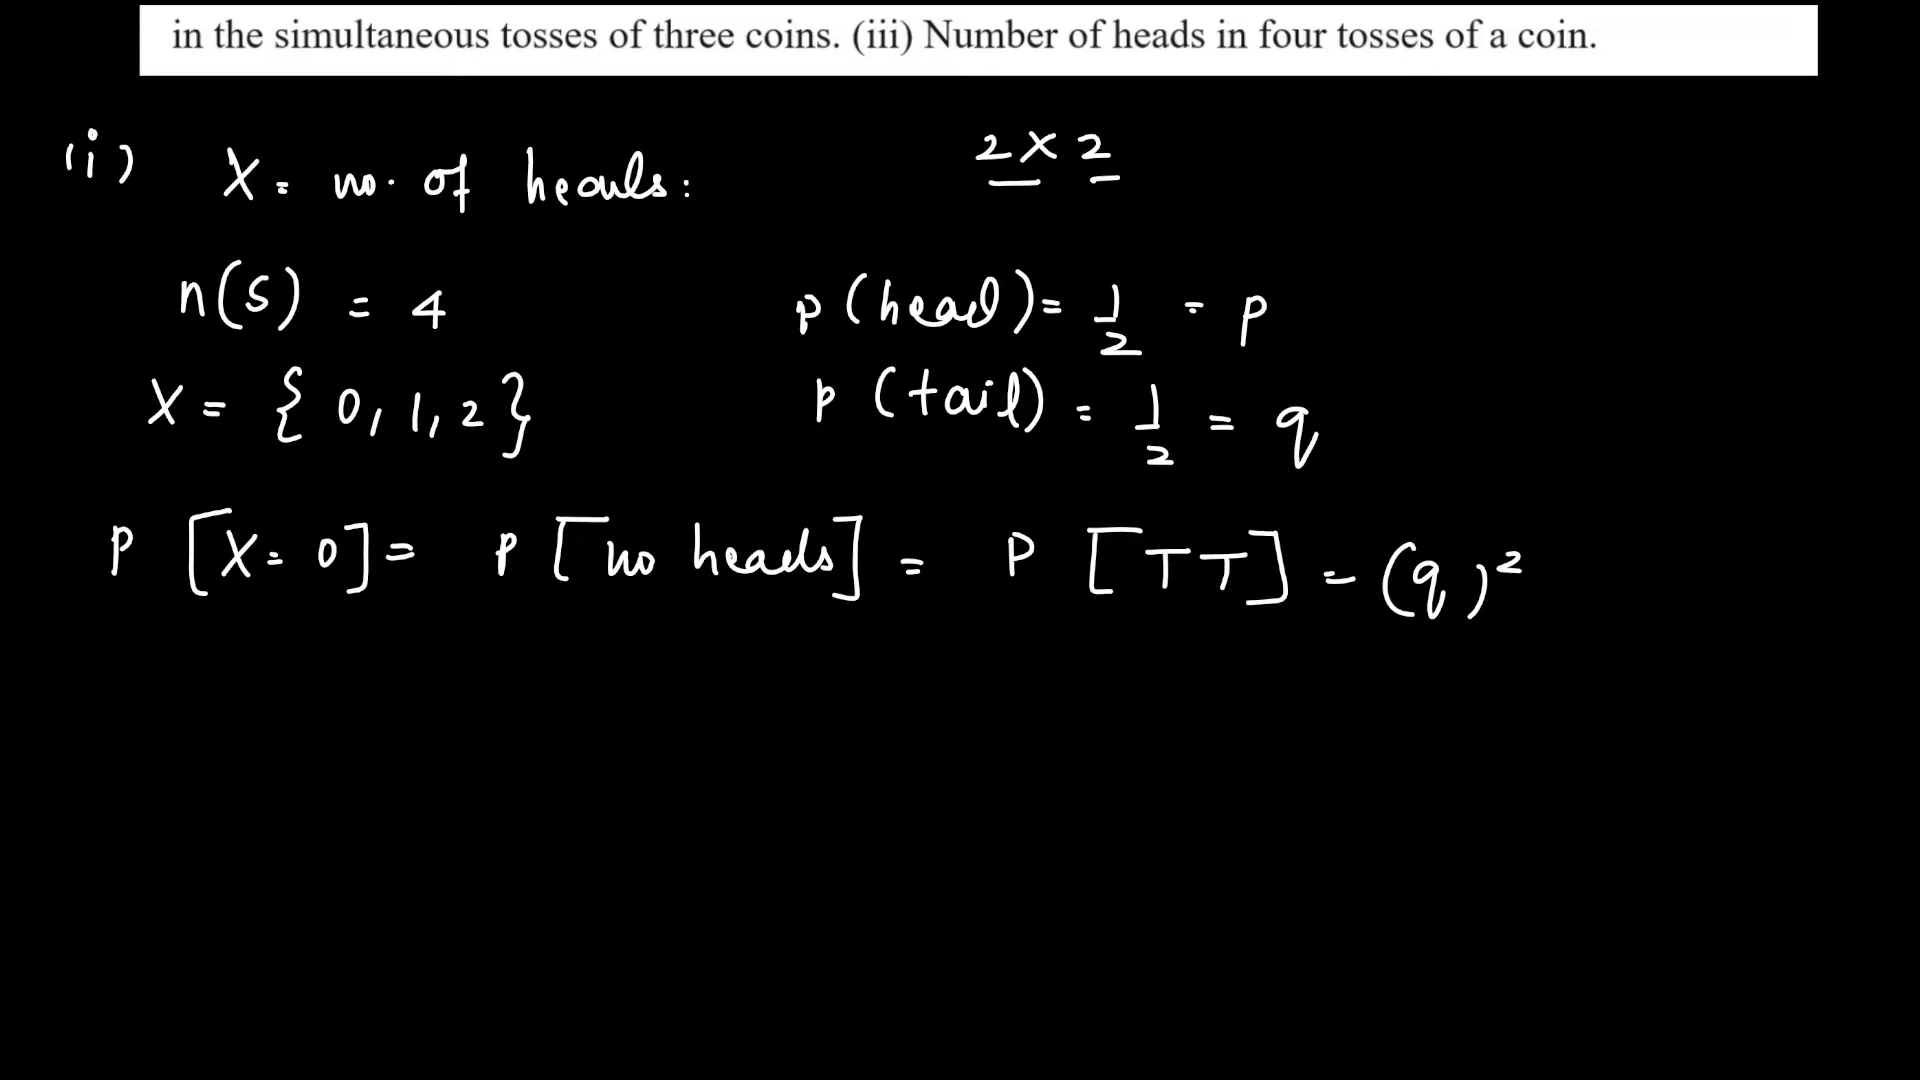 in the simultaneous tosses of three coins. (iii) Number of heads in four tosses of a coin.
(i) X = no. of heads: 2 x 2
n(S) = 4 p(head) = 1/2 = p
X = {0, 1, 2} p(tail) = 1/2 = q
P [X = 0] = P [no heads] = P [TT] = (q)²